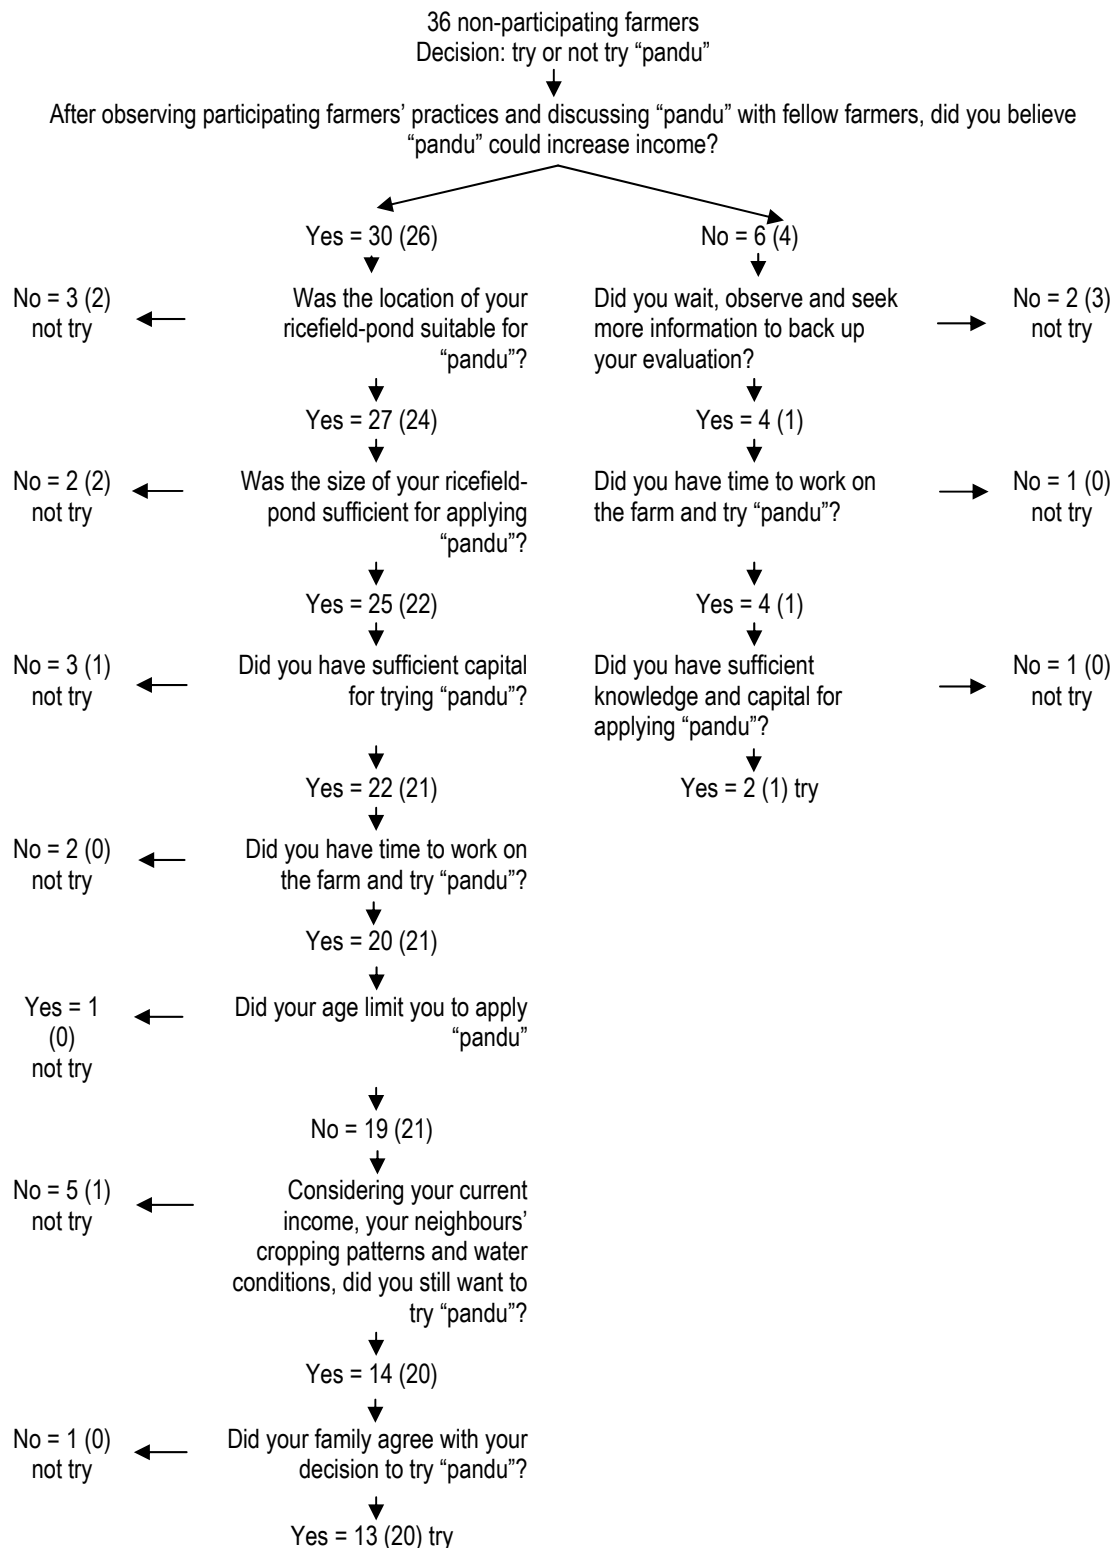 36 non-participating farmers
Decision: try or not try “pandu”
After observing participating farmers’ practices and discussing “pandu” with fellow farmers, did you believe
“pandu” could increase income?
Yes = 30 (26)
No = 6 (4)
No = 3 (2)
not try
Was the location of your
ricefield-pond suitable for
“pandu”?
Did you wait, observe and seek
more information to back up
your evaluation?
No = 2 (3)
not try
Yes = 27 (24)
Yes = 4 (1)
No = 2 (2)
not try
Was the size of your ricefield-
pond sufficient for applying
“pandu”?
Did you have time to work on
the farm and try “pandu”?
No = 1 (0)
not try
Yes = 25 (22)
Yes = 4 (1)
No = 3 (1)
not try
Did you have sufficient capital
for trying “pandu”?
Did you have sufficient
knowledge and capital for
applying “pandu”?
No = 1 (0)
not try
Yes = 22 (21)
Yes = 2 (1) try
No = 2 (0)
not try
Did you have time to work on
the farm and try “pandu”?
Yes = 20 (21)
Yes = 1
(0)
not try
Did your age limit you to apply
“pandu”
No = 19 (21)
No = 5 (1)
not try
Considering your current
income, your neighbours’
cropping patterns and water
conditions, did you still want to
try “pandu”?
Yes = 14 (20)
No = 1 (0)
not try
Did your family agree with your
decision to try “pandu”?
Yes = 13 (20) try